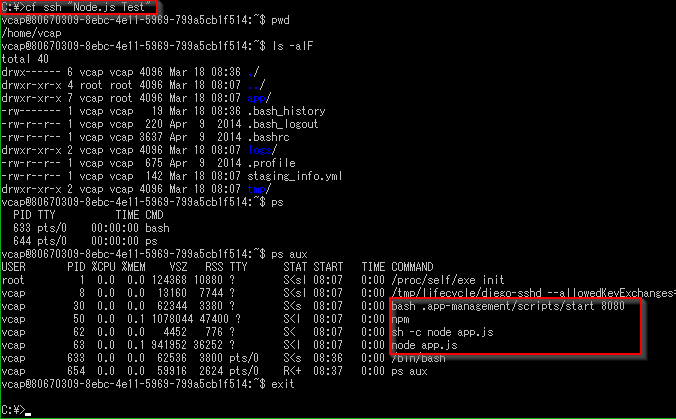 C:¥>cf ssh "Node.js Test"
vcap@80670309-8ebc-4e11-5969-799a5cb1f514:~$ pwd
/home/vcap
vcap@80670309-8ebc-4e11-5969-799a5cb1f514:~$ ls -alF
total 40
drwx------ 6 vcap vcap 4096 Mar 18 08:36 ./
drwxr-xr-x 4 root root 4096 Mar 18 08:07 ../
drwxr-xr-x 7 vcap root 4096 Mar 18 08:07 app/
-rw------- 1 vcap vcap   19 Mar 18 08:36 .bash_history
-rw-r--r-- 1 vcap vcap  220 Apr  9  2014 .bash_logout
-rw-r--r-- 1 vcap vcap 3637 Apr  9  2014 .bashrc
drwxr-xr-x 2 vcap vcap 4096 Mar 18 08:07 logs/
-rw-r--r-- 1 vcap vcap  675 Apr  9  2014 .profile
-rw-r--r-- 1 vcap vcap  142 Mar 18 08:07 staging_info.yml
drwxr-xr-x 2 vcap vcap 4096 Mar 18 08:07 tmp/
vcap@80670309-8ebc-4e11-5969-799a5cb1f514:~$ ps
  PID TTY          TIME CMD
  633 pts/0    00:00:00 bash
  644 pts/0    00:00:00 ps
vcap@80670309-8ebc-4e11-5969-799a5cb1f514:~$ ps aux
USER       PID %CPU %MEM    VSZ   RSS TTY      STAT START   TIME COMMAND
root         1  0.0  0.0 124368 10880 ?        S<sl 08:07   0:00 /proc/self/exe init
vcap         8  0.0  0.0  13160  7744 ?        S<sl 08:07   0:00 /tmp/lifecycle/diego-sshd --allowedKeyExchanges=
vcap        30  0.0  0.0  62344  3380 ?        S<s  08:07   0:00 bash .app-management/scripts/start 8080
vcap        50  0.0  0.1 1078044 47400 ?       S<l  08:07   0:00 npm
vcap        62  0.0  0.0   4452   776 ?        S<   08:07   0:00 sh -c node app.js
vcap        63  0.0  0.1 941952 36252 ?        S<l  08:07   0:00 node app.js
vcap       633  0.0  0.0  62536  3800 pts/0    S<s  08:36   0:00 /bin/bash
vcap       654  0.0  0.0  59916  2624 pts/0    R<+  08:37   0:00 ps aux
vcap@80670309-8ebc-4e11-5969-799a5cb1f514:~$ exit
C:¥>_